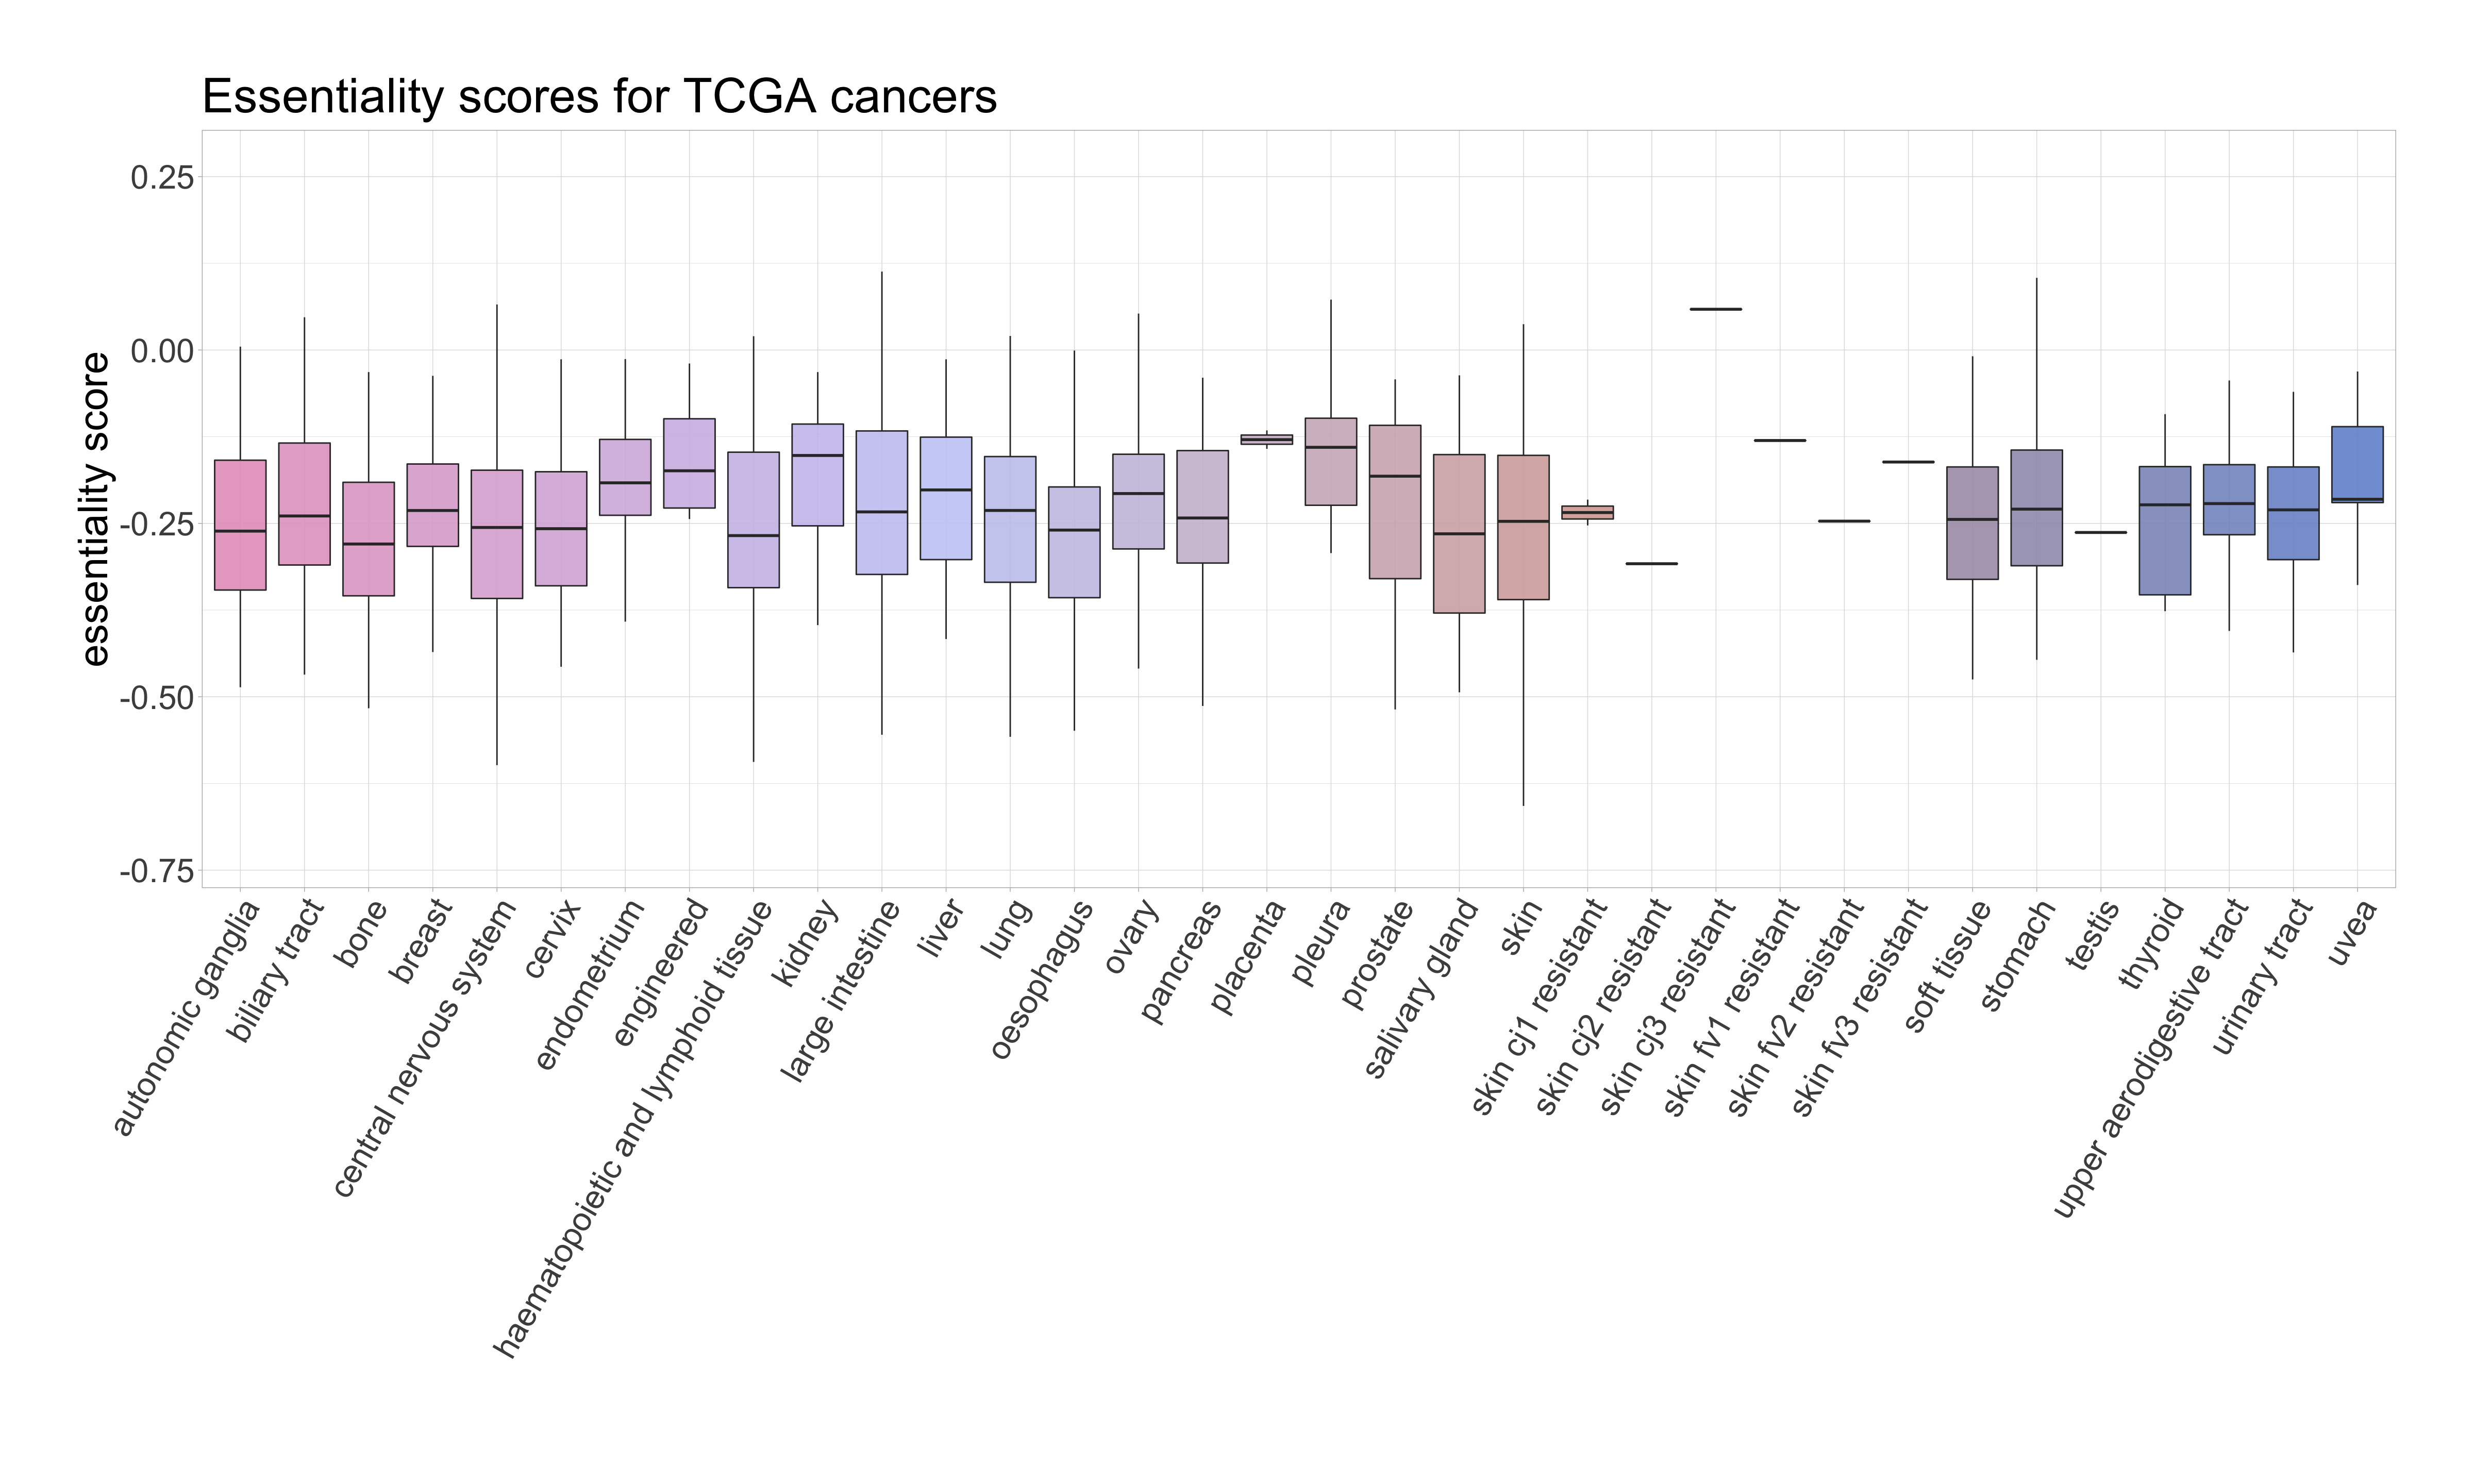 Essentiality scores for TCGA cancers
essentiality score
0.25
0.00
-0.25
-0.50
-0.75
autonomic ganglia
biliary tract
bone
breast
central nervous system
cervix
endometrium
engineered
haematopoietic and lymphoid tissue
kidney
large intestine
liver
lung
oesophagus
ovary
pancreas
placenta
pleura
prostate
salivary gland
skin
skin cj1 resistant
skin cj2 resistant
skin cj3 resistant
skin fv1 resistant
skin fv2 resistant
skin fv3 resistant
soft tissue
stomach
testis
thyroid
upper aerodigestive tract
urinary tract
uvea